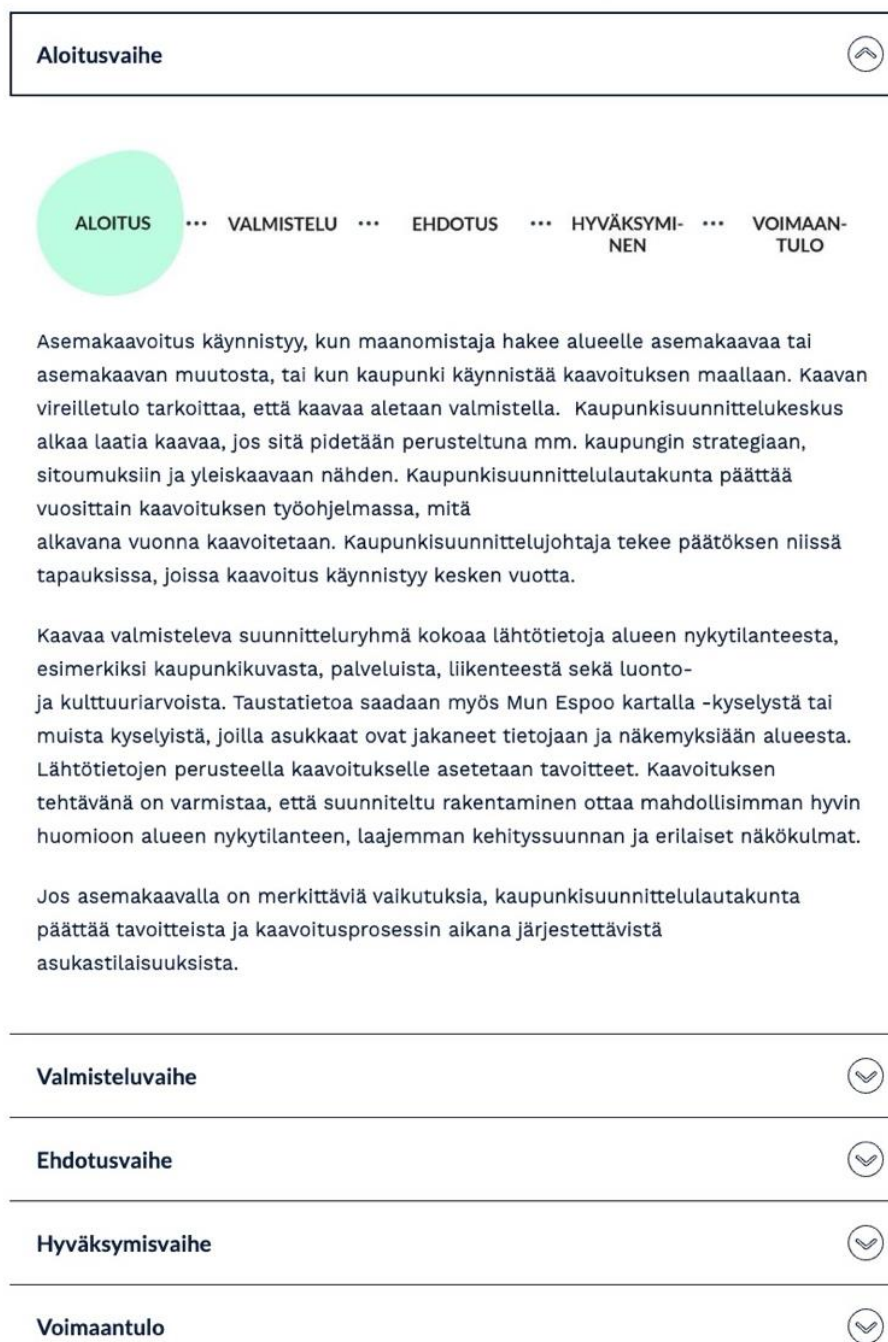 Aloitusvaihe
ALOITUS ... VALMISTELU ... EHDOTUS ... HYVÄKSYMI- ... VOIMAAN-
NEN TULO
Asemakaavoitus käynnistyy, kun maanomistaja hakee alueelle asemakaavaa tai
asemakaavan muutosta, tai kun kaupunki käynnistää kaavoituksen maallaan. Kaavan
vireilletulo tarkoittaa, että kaavaa aletaan valmistella.  Kaupunkisuunnittelukeskus
alkaa laatia kaavaa, jos sitä pidetään perusteltuna mm. kaupungin strategiaan,
sitoumuksiin ja yleiskaavaan nähden. Kaupunkisuunnittelulautakunta päättää
vuosittain kaavoituksen työohjelmassa, mitä
alkavana vuonna kaavoitetaan. Kaupunkisuunnittelujohtaja tekee päätöksen niissä
tapauksissa, joissa kaavoitus käynnistyy kesken vuotta.
Kaavaa valmisteleva suunnitteluryhmä kokoaa lähtötietoja alueen nykytilanteesta,
esimerkiksi kaupunkikuvasta, palveluista, liikenteestä sekä luonto-
ja kulttuuriarvoista. Taustatietoa saadaan myös Mun Espoo kartalla -kyselystä tai
muista kyselyistä, joilla asukkaat ovat jakaneet tietojaan ja näkemyksiään alueesta.
Lähtötietojen perusteella kaavoitukselle asetetaan tavoitteet. Kaavoituksen
tehtävänä on varmistaa, että suunniteltu rakentaminen ottaa mahdollisimman hyvin
huomioon alueen nykytilanteen, laajemman kehityssuunnan ja erilaiset näkökulmat.
Jos asemakaavalla on merkittäviä vaikutuksia, kaupunkisuunnittelulautakunta
päättää tavoitteista ja kaavoitusprosessin aikana järjestettävistä
asukastilaisuuksista.
Valmisteluvaihe
Ehdotusvaihe
Hyväksymisvaihe
Voimaantulo